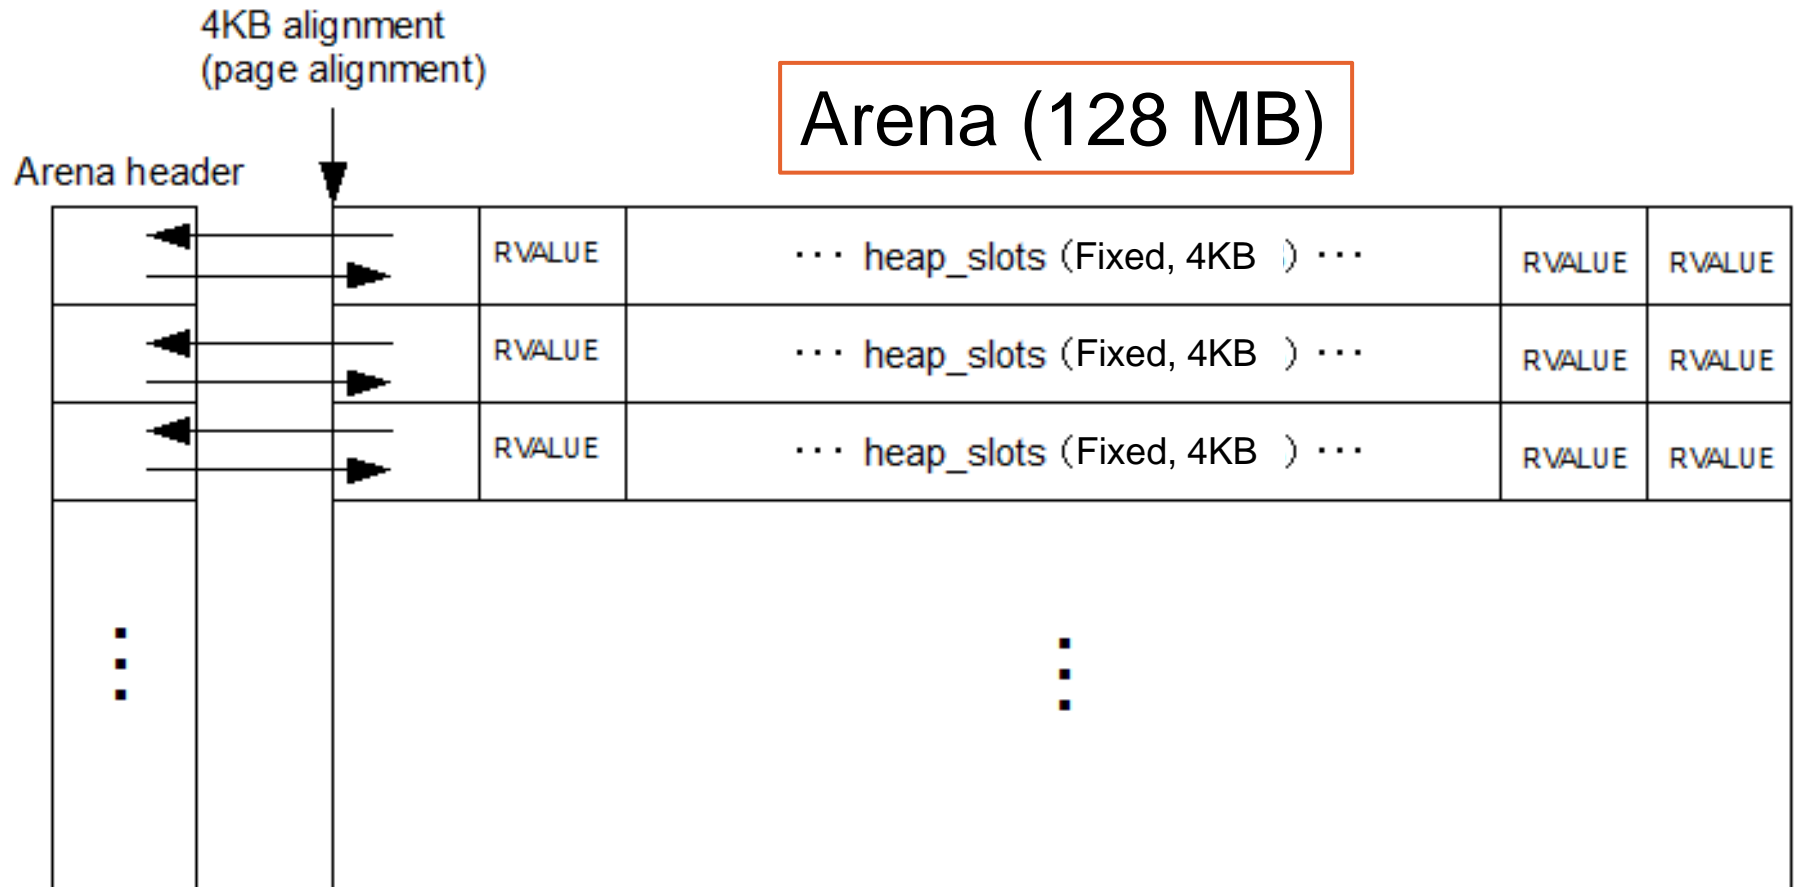 4KB alignment
(page alignment)
Arena (128 MB)
Arena header
RVALUE ··· heap_slots (Fixed, 4KB ) ··· RVALUE RVALUE
RVALUE ··· heap_slots (Fixed, 4KB ) ··· RVALUE RVALUE
RVALUE ··· heap_slots (Fixed, 4KB ) ··· RVALUE RVALUE